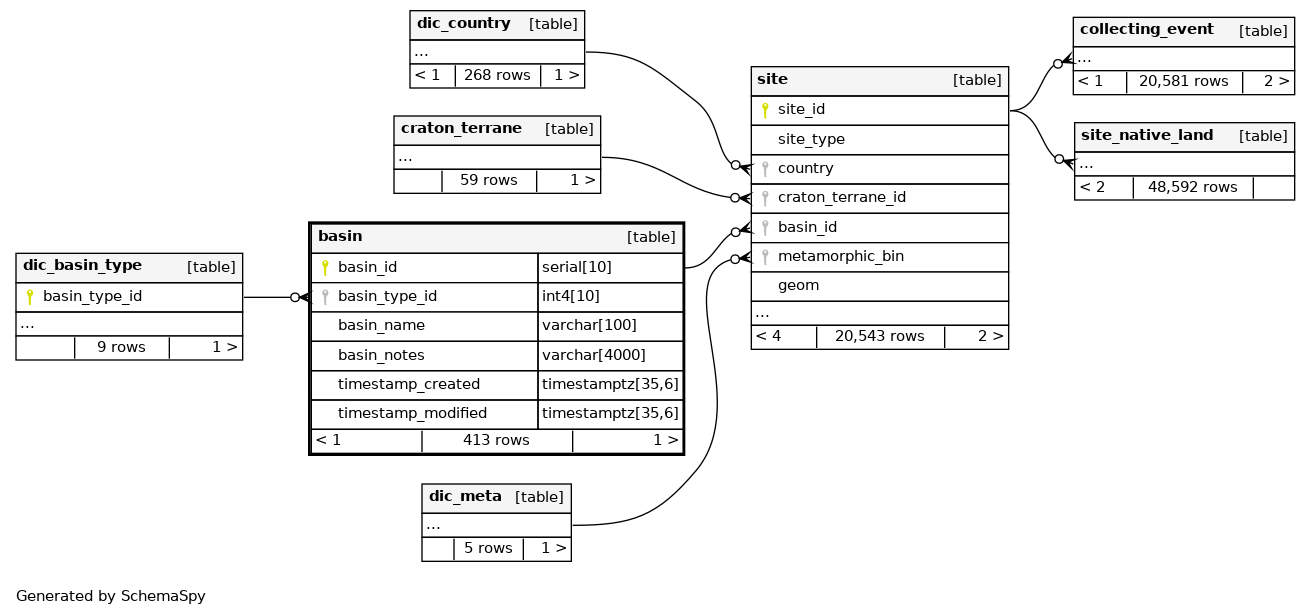 dic_country [table]
...
< 1 268 rows 1 >
craton_terrane [table]
...
59 rows 1 >
dic_basin_type [table]
basin_type_id
...
9 rows 1 >
basin [table]
basin_id serial[10]
basin_type_id int4[10]
basin_name varchar[100]
basin_notes varchar[4000]
timestamp_created timestamptz[35,6]
timestamp_modified timestamptz[35,6]
< 1 413 rows 1 >
dic_meta [table]
...
5 rows 1 >
site [table]
site_id
site_type
country
craton_terrane_id
basin_id
metamorphic_bin
geom
...
< 4 20,543 rows 2 >
collecting_event [table]
...
< 1 20,581 rows 2 >
site_native_land [table]
...
< 2 48,592 rows
Generated by SchemaSpy